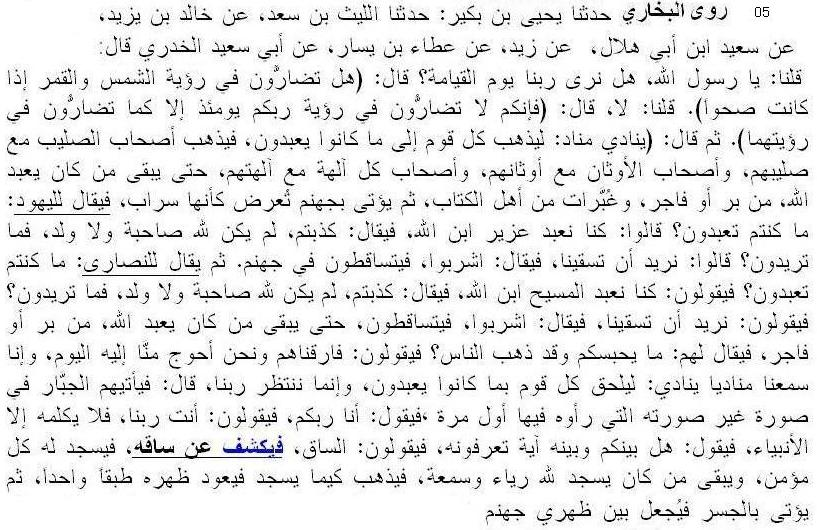 05 روى البخاري حدثنا يحيى بن بكير: حدثنا الليث بن سعد، عن خالد بن يزيد،
عن سعيد ابن أبي هلال، عن زيد، عن عطاء بن يسار، عن أبي سعيد الخدري قال:
قلنا: يا رسول الله، هل نرى ربنا يوم القيامة؟ قال: (هل تضارُّون في رؤية الشمس والقمر إذا
كانت صحواً). قلنا: لا، قال: (فإنكم لا تضارُّون في رؤية ربكم يومئذ إلا كما تضارُّون في
رؤيتهما). ثم قال: (ينادي مناد: ليذهب كل قوم إلى ما كانوا يعبدون، فيذهب أصحاب الصليب مع
صليبهم، وأصحاب الأوثان مع أوثانهم، وأصحاب كل آلهة مع آلهتهم، حتى يبقى من كان يعبد
الله، من بر أو فاجر، وغُبَّرات من أهل الكتاب، ثم يؤتى بجهنم تُعرض كأنها سراب، فيقال لليهود:
ما كنتم تعبدون؟ قالوا: كنا نعبد عزير ابن الله، فيقال: كذبتم، لم يكن لله صاحبة ولا ولد، فما
تريدون؟ قالوا: نريد أن تسقينا، فيقال: اشربوا، فيتساقطون في جهنم. ثم يقال للنصارى: ما كنتم
تعبدون؟ فيقولون: كنا نعبد المسيح ابن الله، فيقال: كذبتم، لم يكن لله صاحبة ولا ولد، فما تريدون؟
فيقولون: نريد أن تسقينا، فيقال: اشربوا، فيتساقطون، حتى يبقى من كان يعبد الله، من بر أو
فاجر، فيقال لهم: ما يحبسكم وقد ذهب الناس؟ فيقولون: فارقناهم ونحن أحوج منَّا إليه اليوم، وإنا
سمعنا مناديا ينادي: ليلحق كل قوم بما كانوا يعبدون، وإنما ننتظر ربنا، قال: فيأتيهم الجبَّار في
صورة غير صورته التي رأوه فيها أول مرة ،فيقول: أنا ربكم، فيقولون: أنت ربنا، فلا يكلمه إلا
الأنبياء، فيقول: هل بينكم وبينه آية تعرفونه، فيقولون: الساق، فيكشف عن ساقه، فيسجد له كل
مؤمن، ويبقى من كان يسجد لله رياء وسمعة، فيذهب كيما يسجد فيعود ظهره طبقاً واحداً، ثم
يؤتى بالجسر فيُجعل بين ظهري جهنم